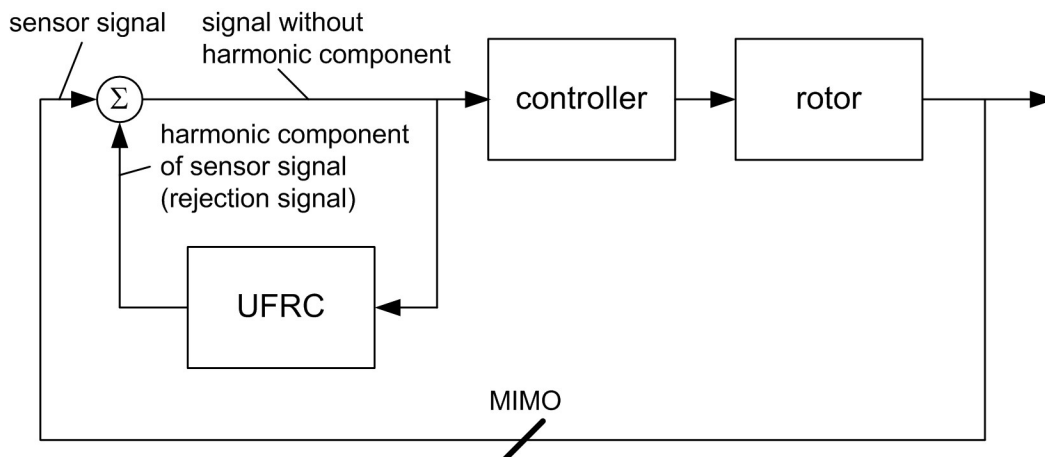 sensor signal
signal without
harmonic component
Σ
controller
rotor
harmonic component
of sensor signal
(rejection signal)
UFRC
MIMO